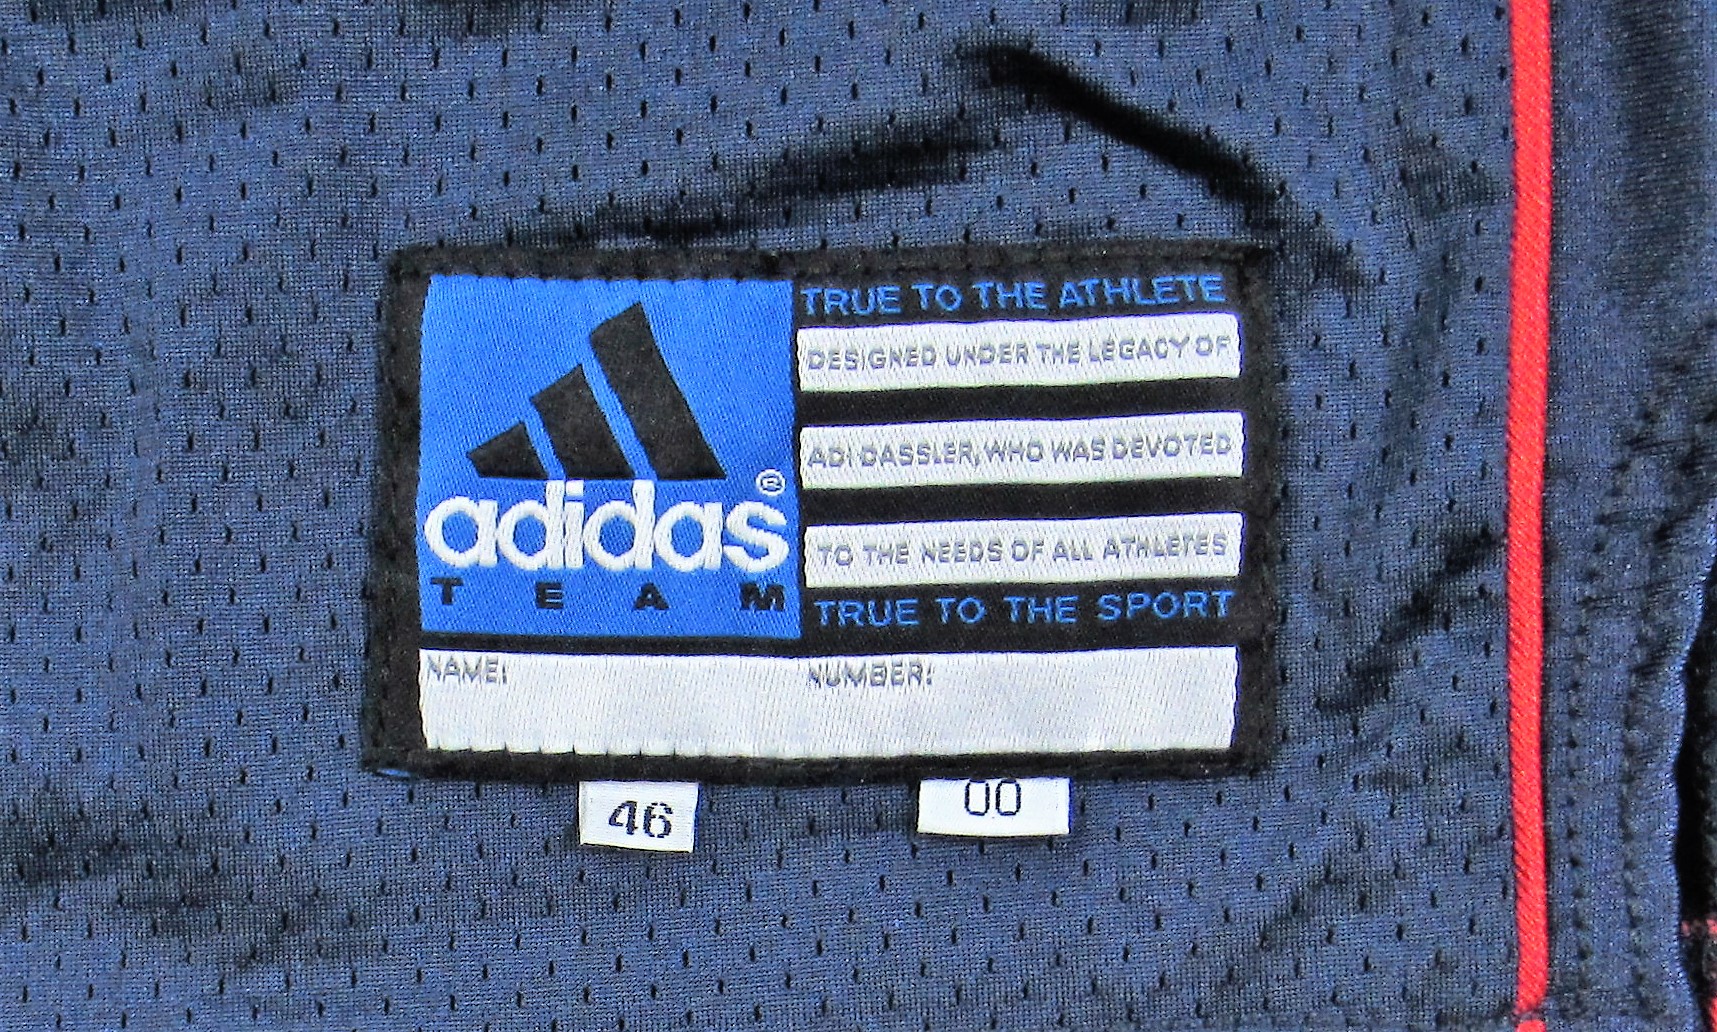 TRUE TO THE ATHLETE
DESIGNED UNDER THE LEGACY OF
ADI DASSLER, WHO WAS DEVOTED
TO THE NEEDS OF ALL ATHLETES
TRUE TO THE SPORT
adidas®
TEAM
NAME:
NUMBER:
46
00